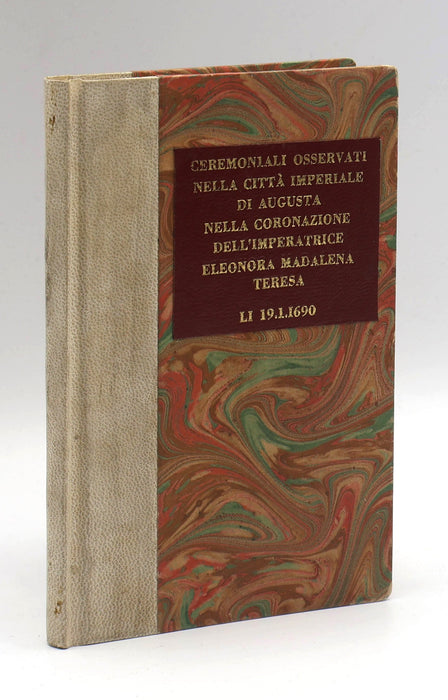 CEREMONIALI OSSERVATI
NELLA CITTÀ IMPERIALE
DI AUGUSTA
NELLA CORONAZIONE
DELL'IMPERATRICE
ELEONORA MADALENA
TERESA
LI 19.1.1690